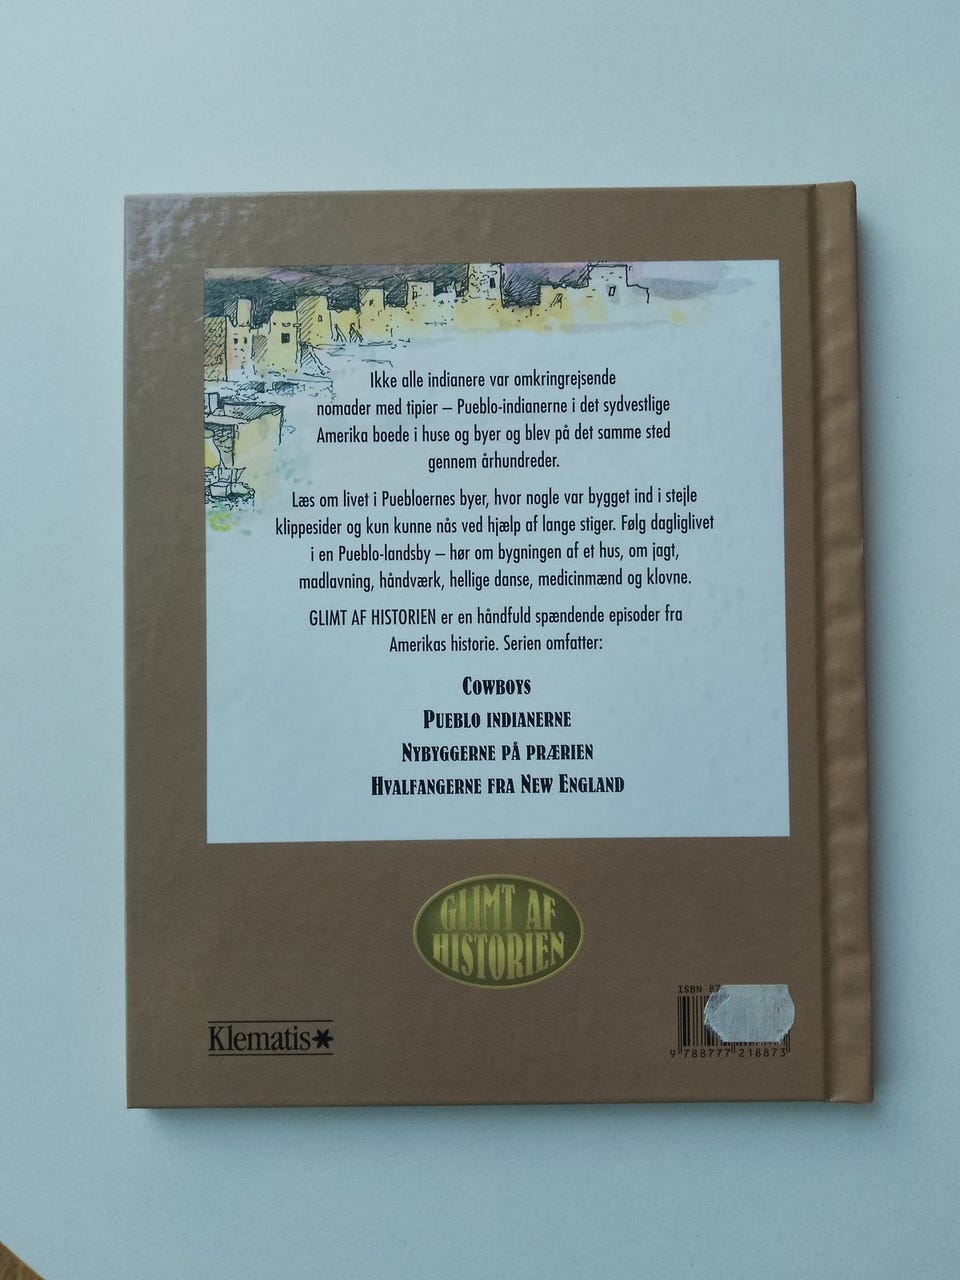 Ikke alle indianere var omkringrejsende
nomader med tipier – Pueblo-indianerne i det sydvestlige
Amerika boede i huse og byer og blev på det samme sted
gennem århundreder.
Læs om livet i Puebloernes byer, hvor nogle var bygget ind i stejle
klippesider og kun kunne nås ved hjælp af lange stiger. Følg dagliglivet
i en Pueblo-landsby – hør om bygningen af et hus, om jagt,
madlavning, håndværk, hellige danse, medicinmænd og klovne.
GLIMT AF HISTORIEN er en håndfuld spændende episoder fra
Amerikas historie. Serien omfatter:
COWBOYS
PUEBLO INDIANERNE
NYBYGGERNE PÅ PRÆRIEN
HVALFANGERNE FRA NEW ENGLAND
GLIMT AF
HISTORIEN
Klematis
ISBN 87
9 788777 218873